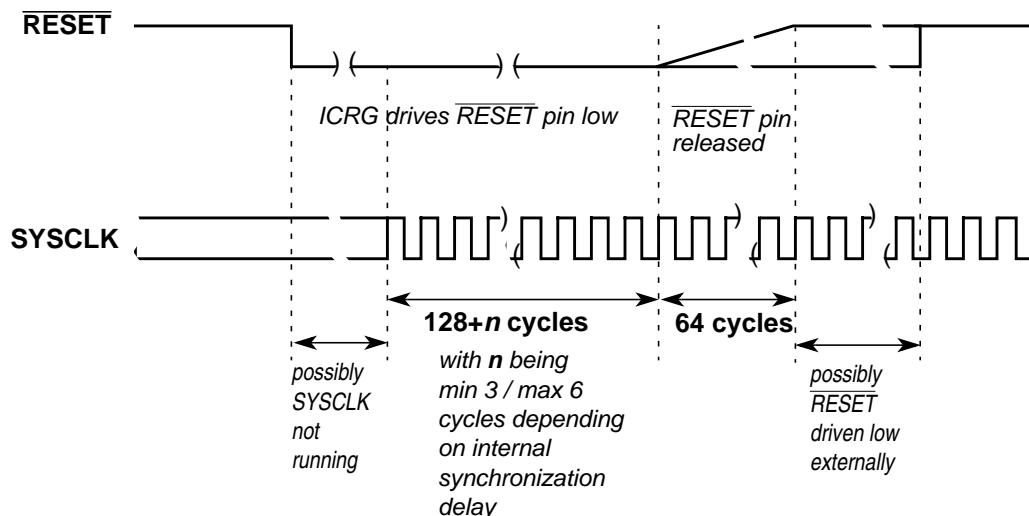 RESET
ICRG drives RESET pin low
RESET pin
released
SYSCLK
128+n cycles
with n being
min 3 / max 6
cycles depending
on internal
synchronization
delay
64 cycles
possibly
SYSCLK
not
running
possibly
RESET
driven low
externally